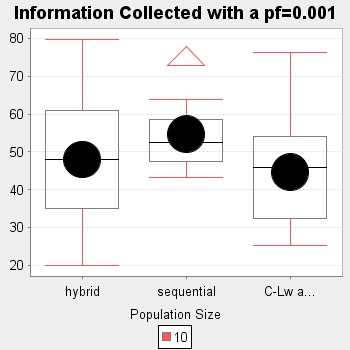 Information Collected with a pf=0.001
80
70
60
50
40
30
20
hybrid
sequential
C-Lw a...
Population Size
10